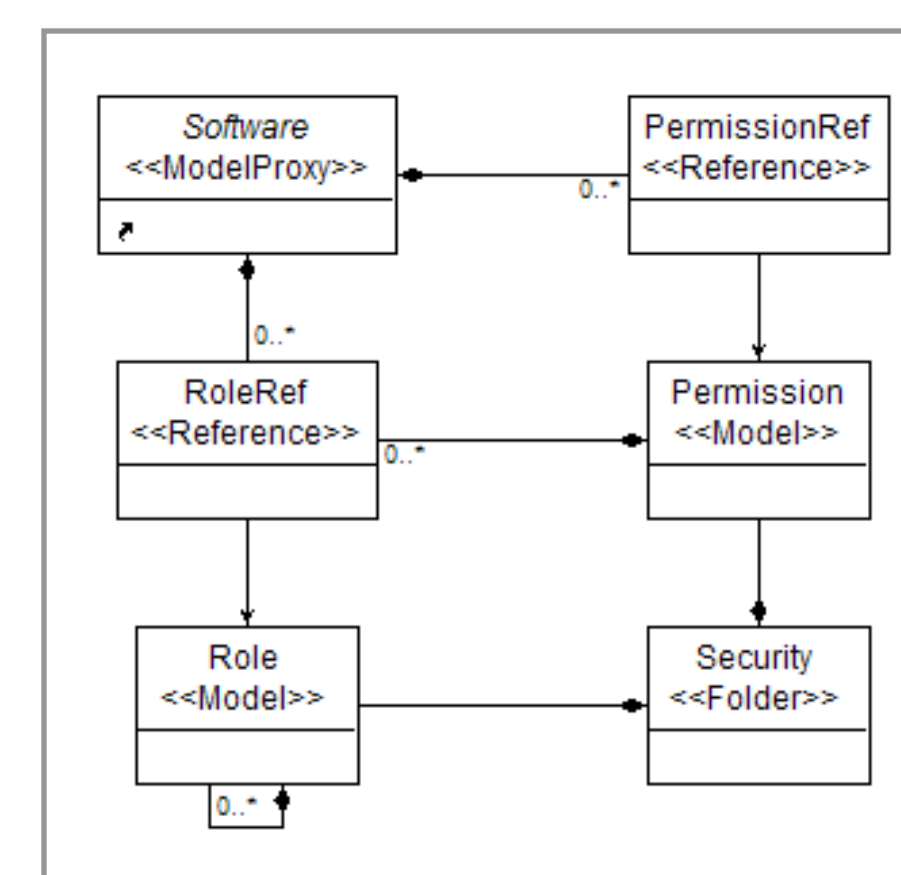 Software
<<ModelProxy>>
PermissionRef
<<Reference>>
0..*
0..*
RoleRef
<<Reference>>
Permission
<<Model>>
0..*
Role
<<Model>>
Security
<<Folder>>
0..*